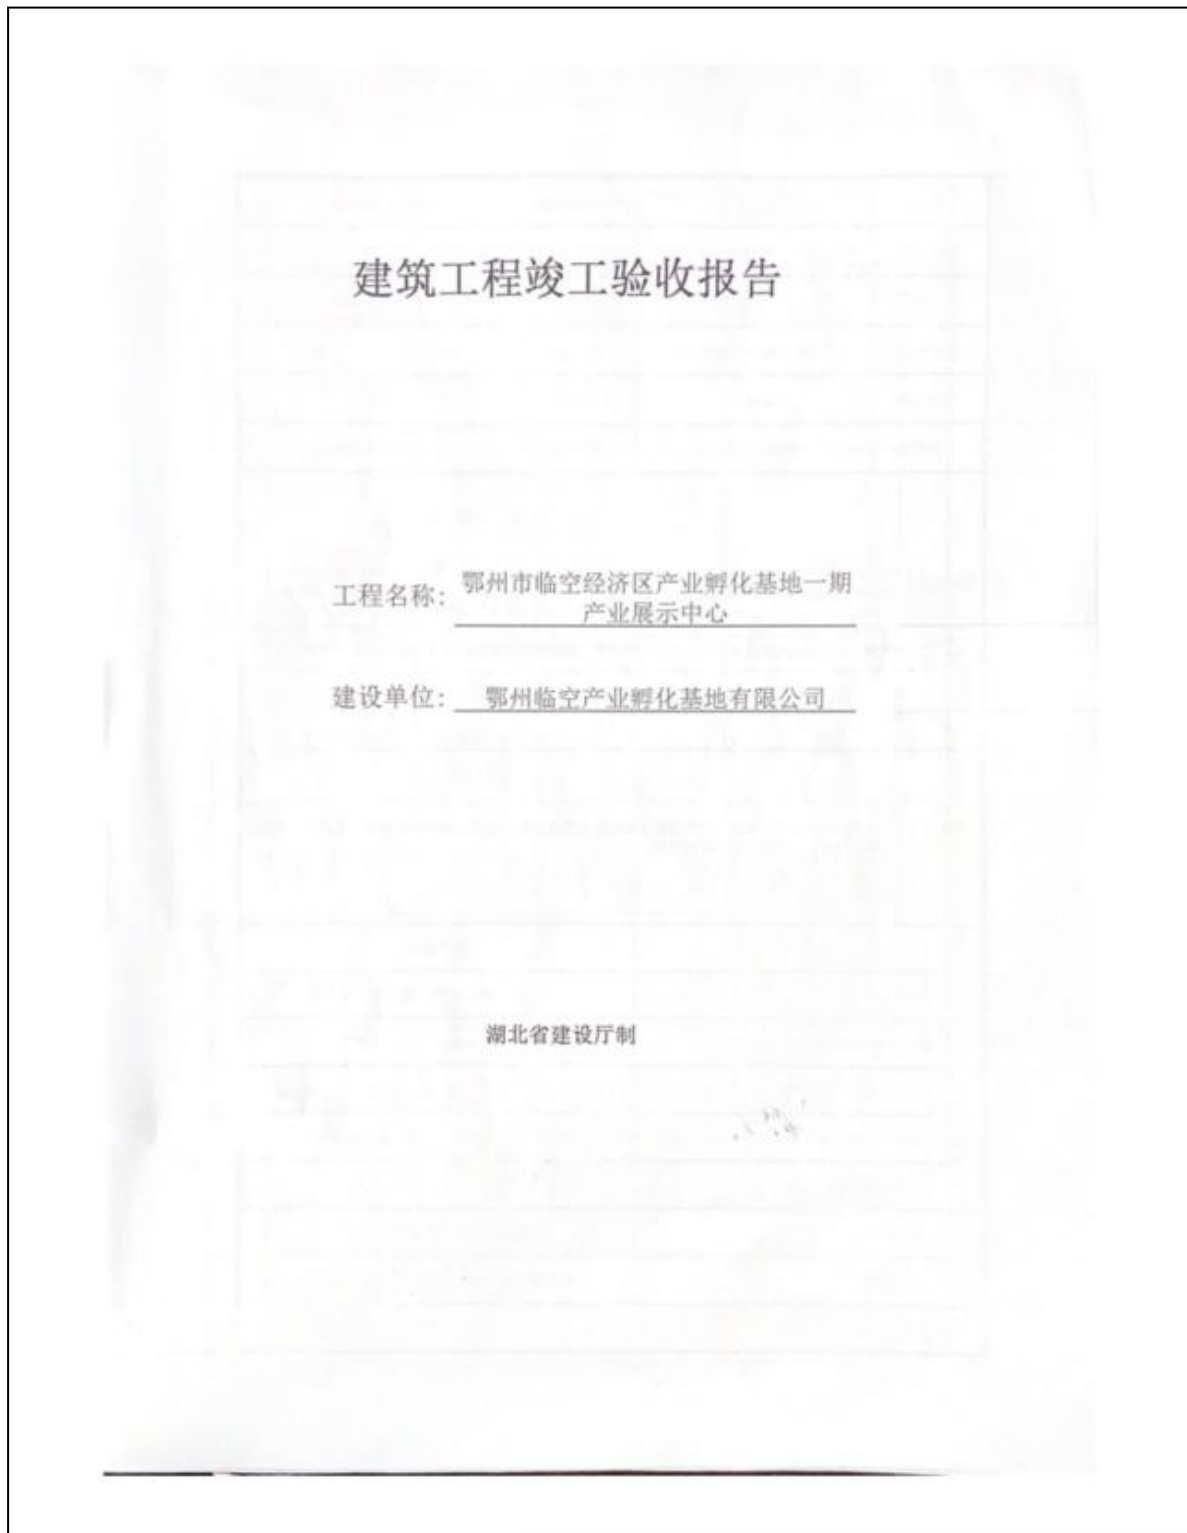 建筑工程竣工验收报告
工程名称：鄂州市临空经济区产业孵化基地一期
产业展示中心
建设单位：鄂州临空产业孵化基地有限公司
湖北省建设厅制